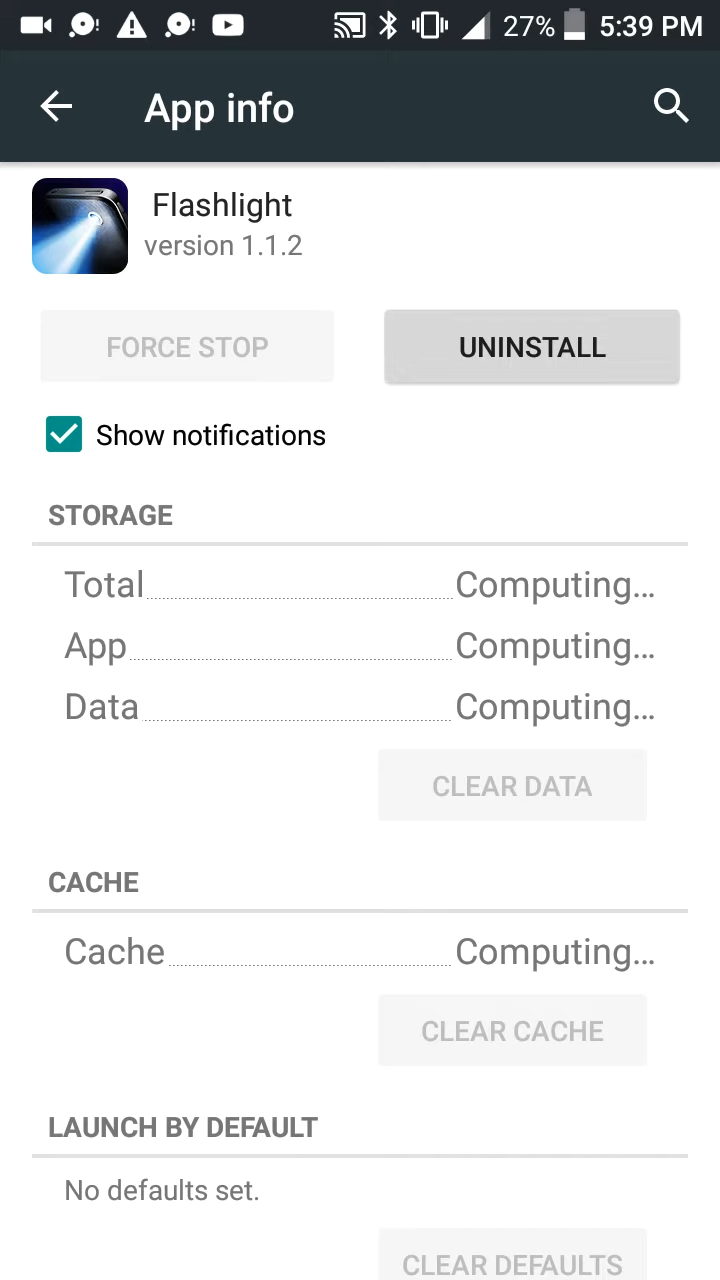 27% 5:39 PM
App info
Flashlight
version 1.1.2
FORCE STOP UNINSTALL
Show notifications
STORAGE
Total Computing...
App Computing...
Data Computing...
CLEAR DATA
CACHE
Cache Computing...
CLEAR CACHE
LAUNCH BY DEFAULT
No defaults set.
CLEAR DEFAULTS